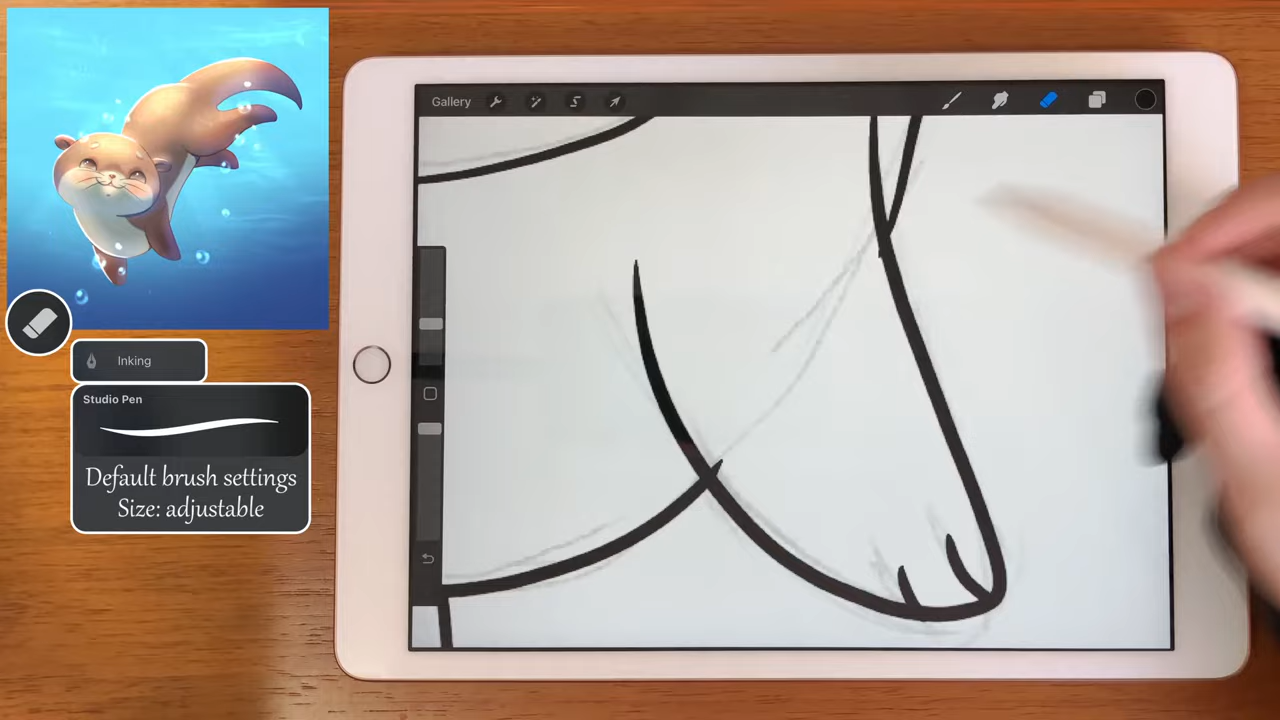 Gallery
Inking
Studio Pen
Default brush settings
Size: adjustable